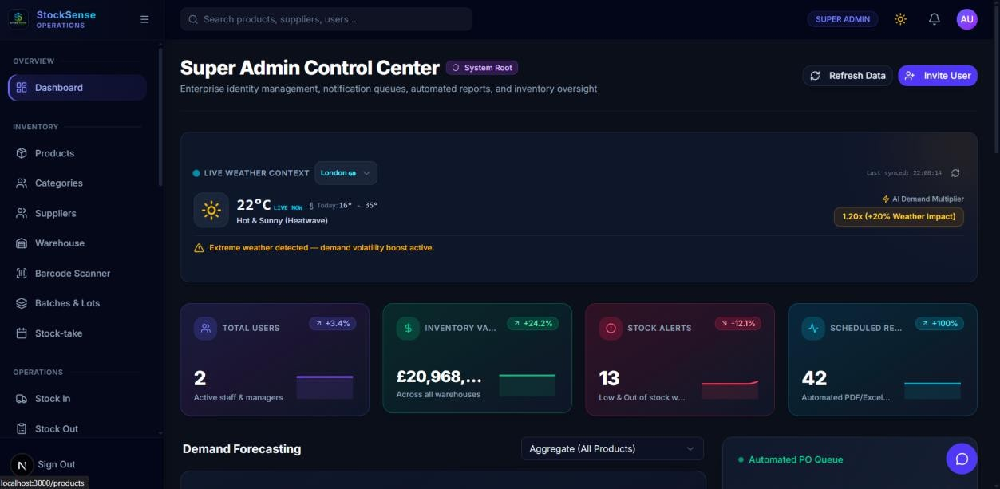 StockSense
OPERATIONS
Search products, suppliers, users...
SUPER ADMIN
AU
OVERVIEW
Dashboard
INVENTORY
Products
Categories
Suppliers
Warehouse
Barcode Scanner
Batches & Lots
Stock-take
OPERATIONS
Stock In
Stock Out
N
Sign Out
localhost:3000/products
Super Admin Control Center
System Root
Enterprise identity management, notification queues, automated reports, and inventory oversight
Refresh Data
Invite User
LIVE WEATHER CONTEXT
London GB
Last synced: 22:08:14
22°C LIVE NOW Today: 16° - 35°
Hot & Sunny (Heatwave)
AI Demand Multiplier
1.20x (+20% Weather Impact)
Extreme weather detected — demand volatility boost active.
TOTAL USERS
+3.4%
2
Active staff & managers
INVENTORY VA...
+24.2%
£20,968,...
Across all warehouses
STOCK ALERTS
-12.1%
13
Low & Out of stock w...
SCHEDULED RE...
+100%
42
Automated PDF/Excel...
Demand Forecasting
Aggregate (All Products)
Automated PO Queue